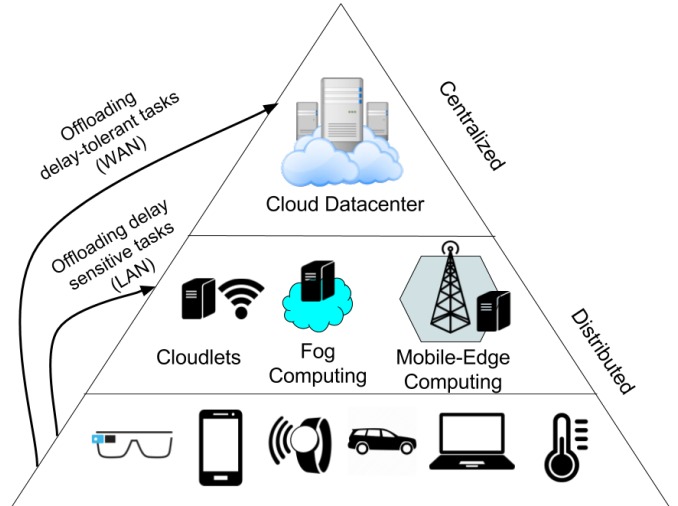 Offloading
delay-tolerant tasks
(WAN)
Centralized
Cloud Datacenter
Offloading delay
sensitive tasks
(LAN)
Distributed
Cloudlets
Fog
Computing
Mobile-Edge
Computing